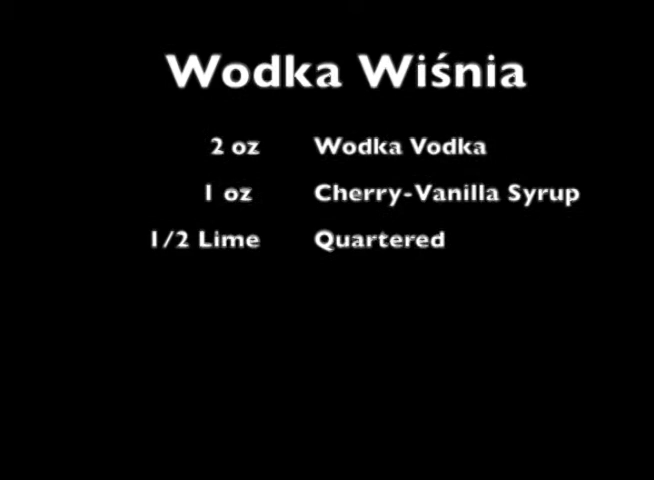 Wodka Wiśnia
2 oz Wodka Vodka
1 oz Cherry-Vanilla Syrup
1/2 Lime Quartered